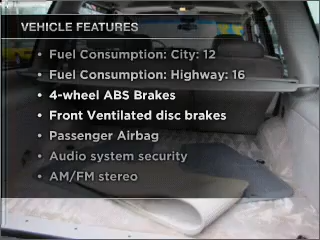 VEHICLE FEATURES
• Fuel Consumption: City: 12
• Fuel Consumption: Highway: 16
• 4-wheel ABS Brakes
• Front Ventilated disc brakes
• Passenger Airbag
• Audio system security
• AM/FM stereo